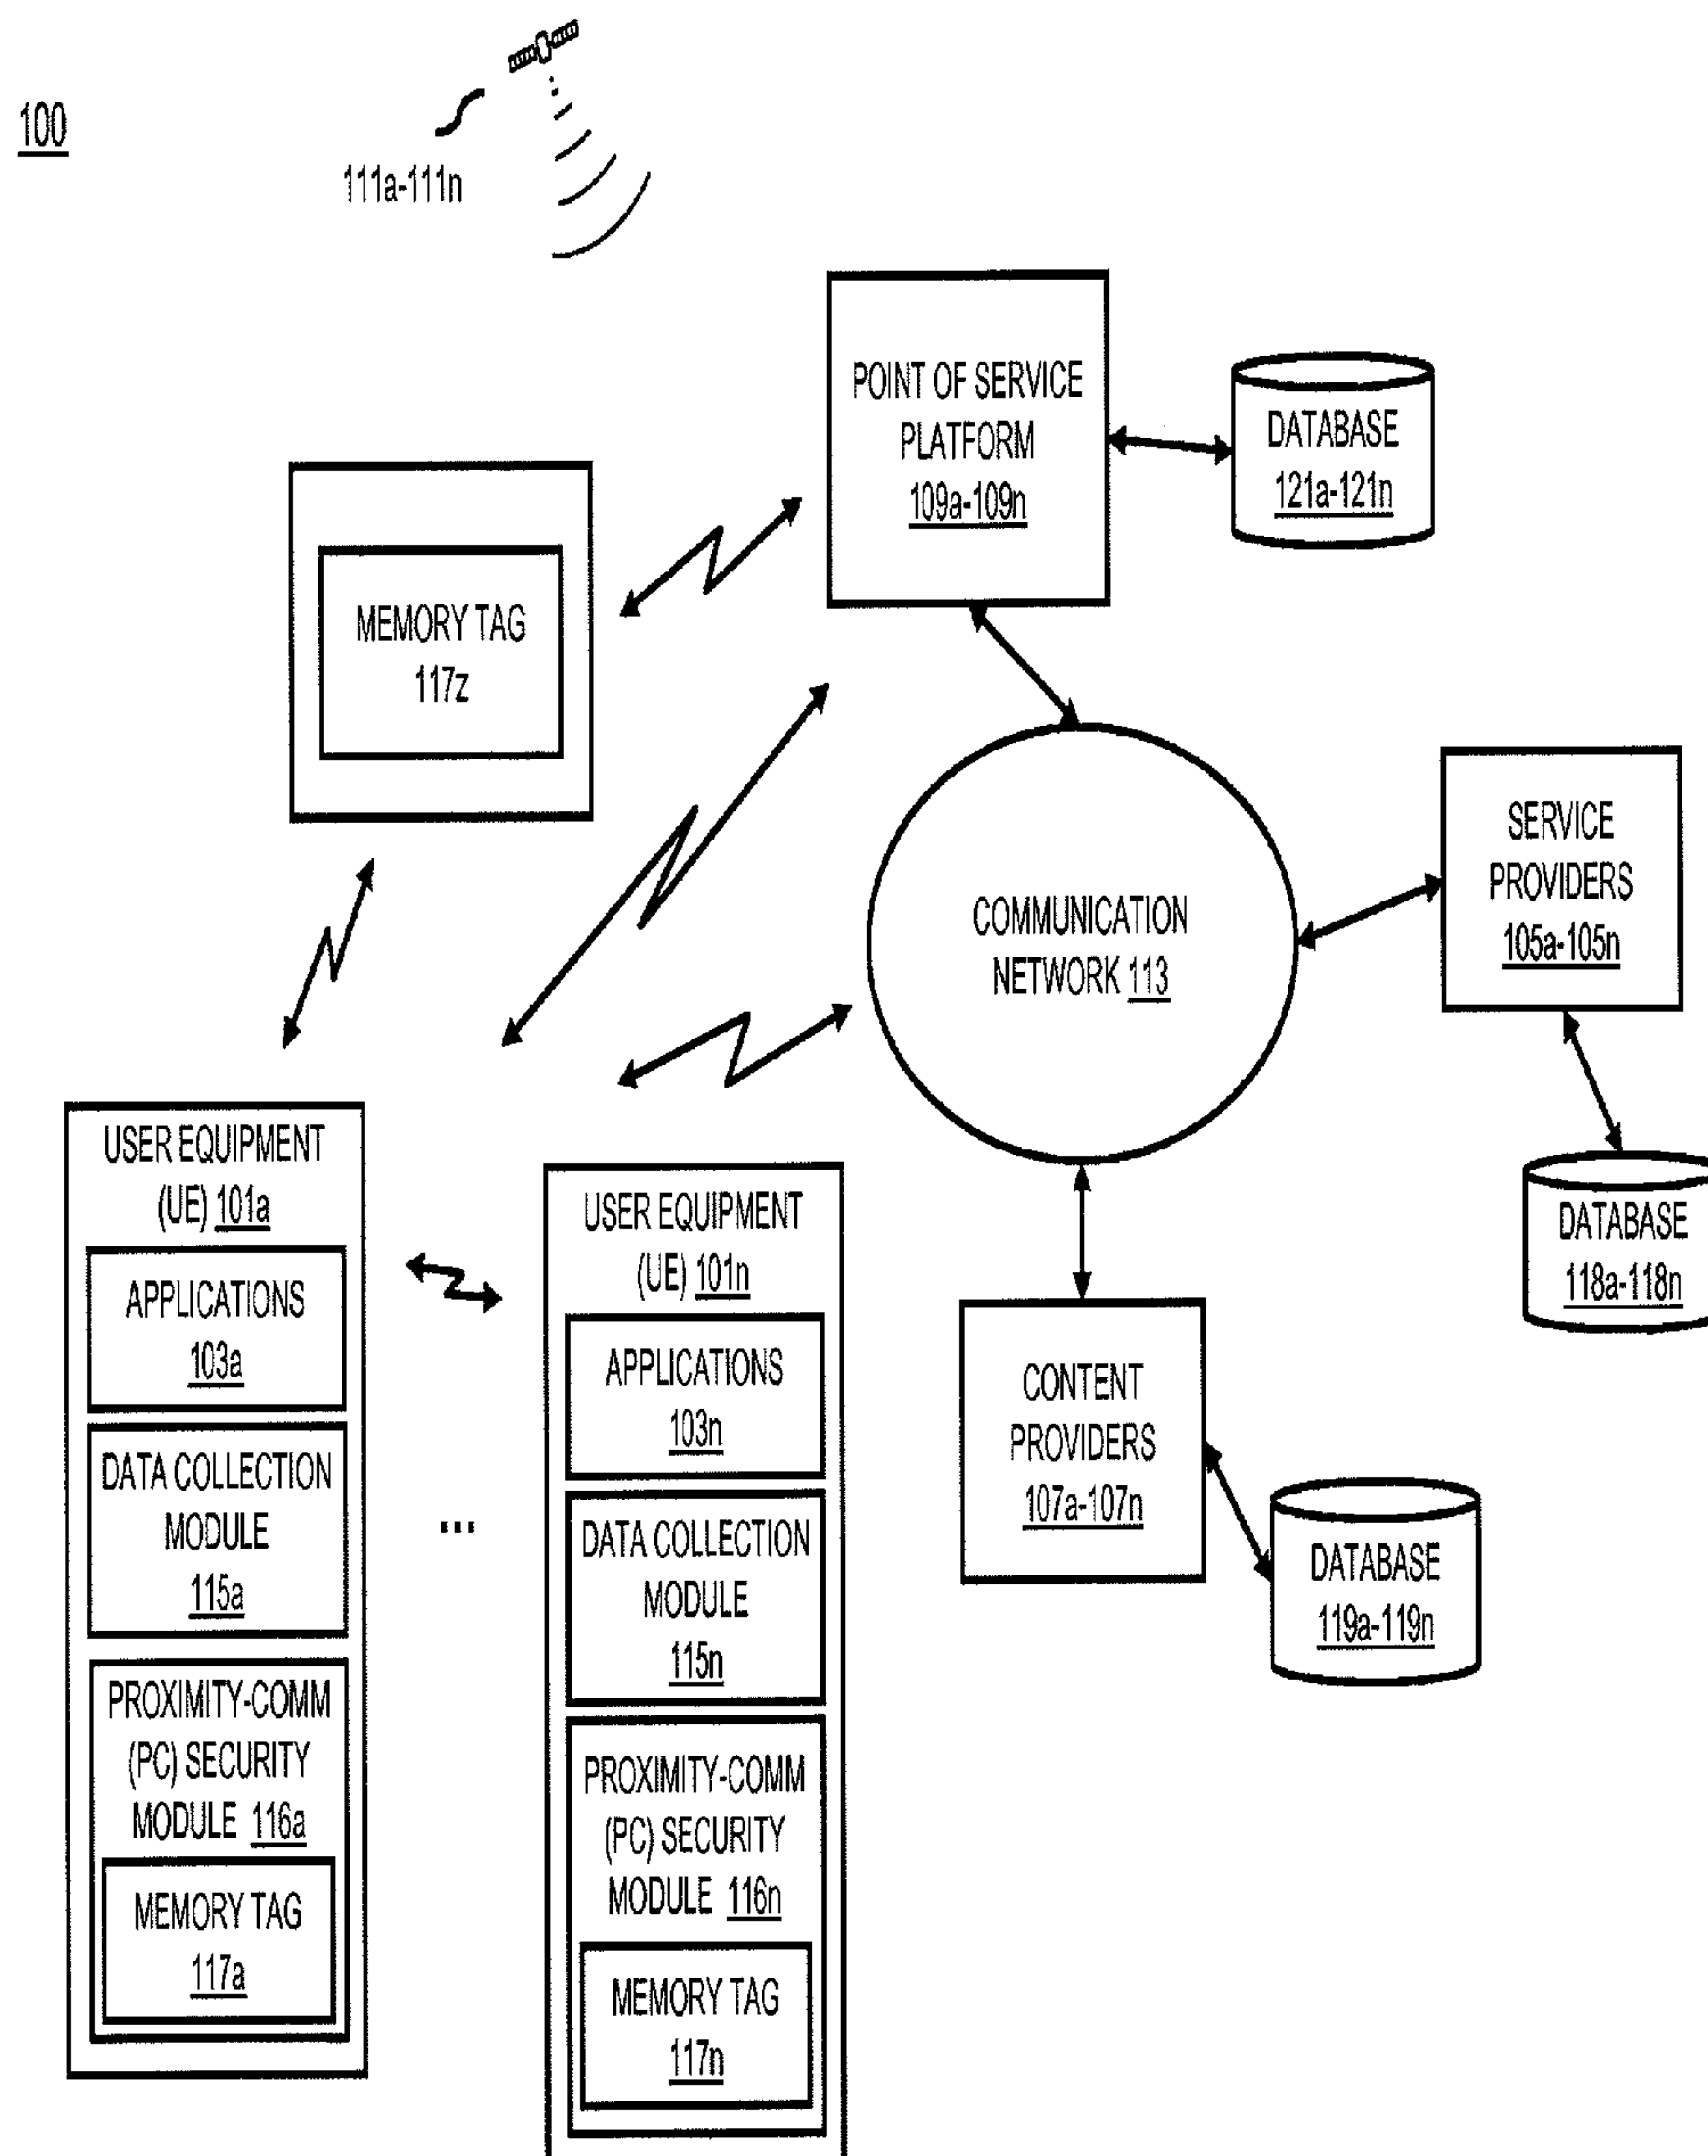 100
111a-111n
POINT OF SERVICE
PLATFORM
109a-109n
DATABASE
121a-121n
MEMORY TAG
117z
COMMUNICATION
NETWORK 113
SERVICE
PROVIDERS
105a-105n
DATABASE
118a-118n
CONTENT
PROVIDERS
107a-107n
DATABASE
119a-119n
USER EQUIPMENT
(UE) 101a
APPLICATIONS
103a
DATA COLLECTION
MODULE
115a
PROXIMITY-COMM
(PC) SECURITY
MODULE 116a
MEMORY TAG
117a
...
USER EQUIPMENT
(UE) 101n
APPLICATIONS
103n
DATA COLLECTION
MODULE
115n
PROXIMITY-COMM
(PC) SECURITY
MODULE 116n
MEMORY TAG
117n